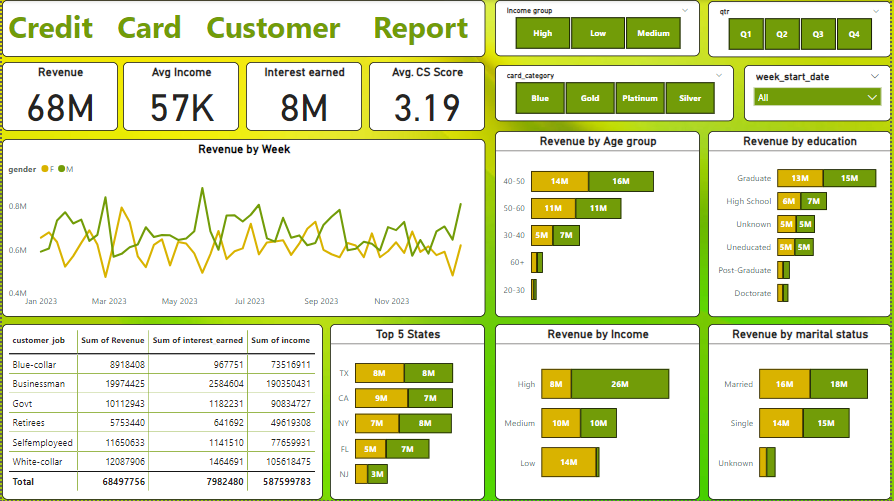 Credit Card Customer Report
Income group
High Low Medium
qtr
Q1 Q2 Q3 Q4
Revenue
68M
Avg Income
57K
Interest earned
8M
Avg. CS Score
3.19
card_category
Blue Gold Platinum Silver
week_start_date
All
Revenue by Week
gender F M
0.8M
0.6M
0.4M
Jan 2023 Mar 2023 May 2023 Jul 2023 Sep 2023 Nov 2023
Revenue by Age group
40-50 14M 16M
50-60 11M 11M
30-40 5M 7M
60+
20-30
Revenue by education
Graduate 13M 15M
High School 6M 7M
Unknown 5M 5M
Uneducated 5M 5M
Post-Graduate
Doctorate
customer job Sum of Revenue Sum of interest earned Sum of income
Blue-collar 8918408 967751 73516911
Businessman 19974425 2584604 190350431
Govt 10112943 1182231 90834727
Retirees 5753440 641692 49619308
Selfemployeed 11650633 1141510 77659931
White-collar 12087906 1464691 105618475
Total 68497756 7982480 587599783
Top 5 States
TX 8M 8M
CA 9M 7M
NY 7M 8M
FL 5M 7M
NJ 3M
Revenue by Income
High 8M 26M
Medium 10M 10M
Low 14M
Revenue by marital status
Married 16M 18M
Single 14M 15M
Unknown